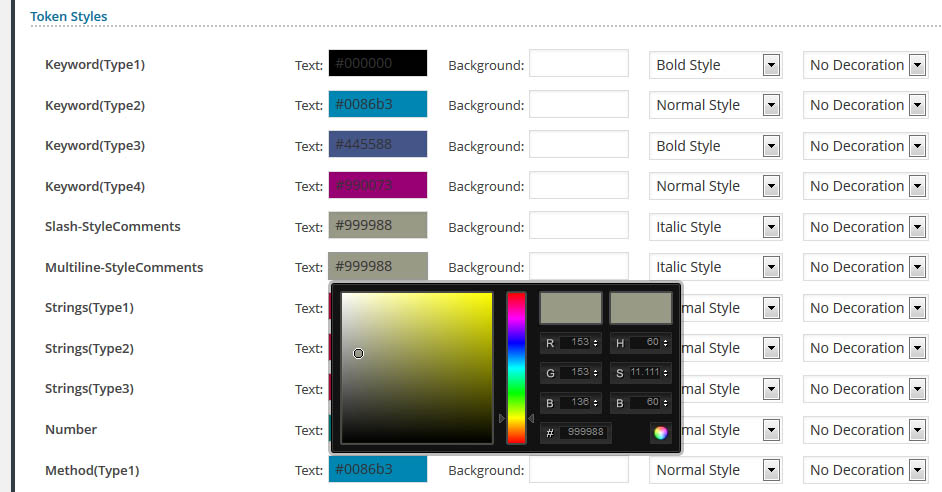 Token Styles
Keyword(Type1) Text: #000000 Background: Bold Style No Decoration
Keyword(Type2) Text: #0086b3 Background: Normal Style No Decoration
Keyword(Type3) Text: #445588 Background: Bold Style No Decoration
Keyword(Type4) Text: #990073 Background: Normal Style No Decoration
Slash-StyleComments Text: #999988 Background: Italic Style No Decoration
Multiline-StyleComments Text: #999988 Background: Italic Style No Decoration
Strings(Type1) Text: mal Style No Decoration
R 153 H 60
Strings(Type2) Text: mal Style No Decoration
G 153 S 11.111
Strings(Type3) Text: mal Style No Decoration
B 136 B 60
Number Text: mal Style No Decoration
# 999988
Method(Type1) Text: #0086b3 Background: Normal Style No Decoration